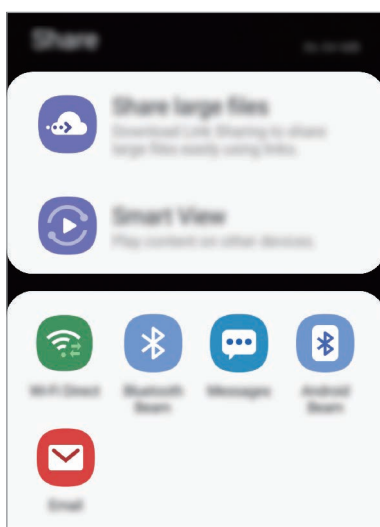 Share
Share large files
Download Link Sharing to share
large files easily using links.
Smart View
Play content on other devices.
Wi-Fi Direct
Bluetooth
Beam
Messages
Android
Beam
Email